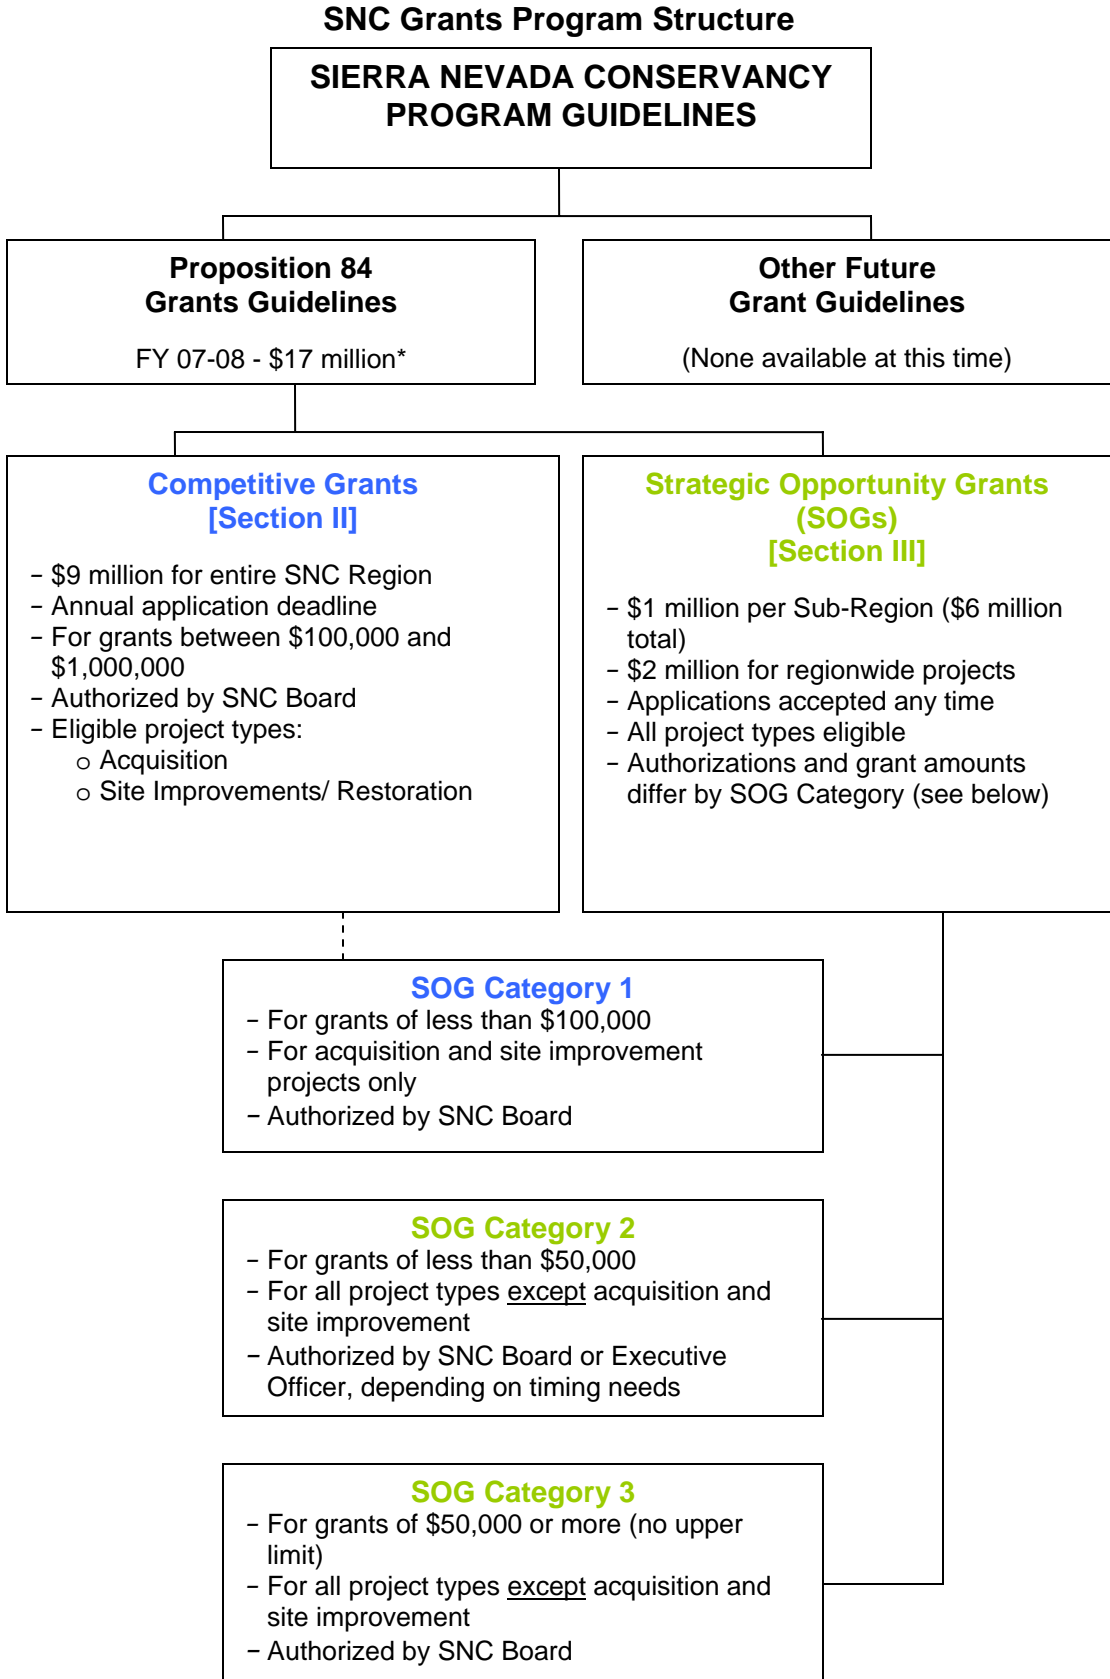 SNC Grants Program Structure
SIERRA NEVADA CONSERVANCY
PROGRAM GUIDELINES
Proposition 84
Grants Guidelines
FY 07-08 - $17 million*
Other Future
Grant Guidelines
(None available at this time)
Competitive Grants
[Section II]
- $9 million for entire SNC Region
- Annual application deadline
- For grants between $100,000 and
$1,000,000
- Authorized by SNC Board
- Eligible project types:
o Acquisition
o Site Improvements/ Restoration
Strategic Opportunity Grants
(SOGs)
[Section III]
- $1 million per Sub-Region ($6 million
total)
- $2 million for regionwide projects
- Applications accepted any time
- All project types eligible
- Authorizations and grant amounts
differ by SOG Category (see below)
SOG Category 1
- For grants of less than $100,000
- For acquisition and site improvement
projects only
- Authorized by SNC Board
SOG Category 2
- For grants of less than $50,000
- For all project types except acquisition and
site improvement
- Authorized by SNC Board or Executive
Officer, depending on timing needs
SOG Category 3
- For grants of $50,000 or more (no upper
limit)
- For all project types except acquisition and
site improvement
- Authorized by SNC Board